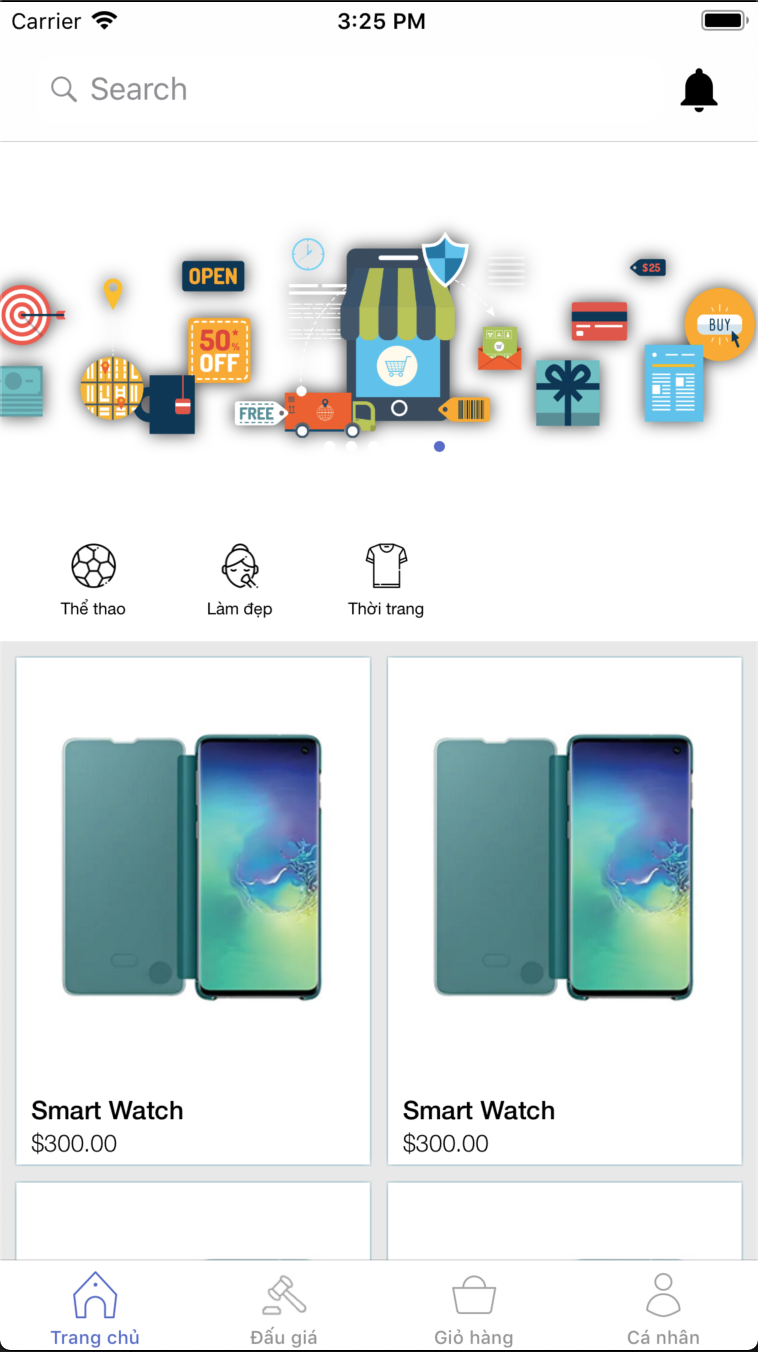 Carrier
3:25 PM
Search
OPEN
$25
50*%
OFF
BUY
FREE
Thể thao
Làm đẹp
Thời trang
Smart Watch
$300.00
Smart Watch
$300.00
Trang chủ
Đấu giá
Giỏ hàng
Cá nhân